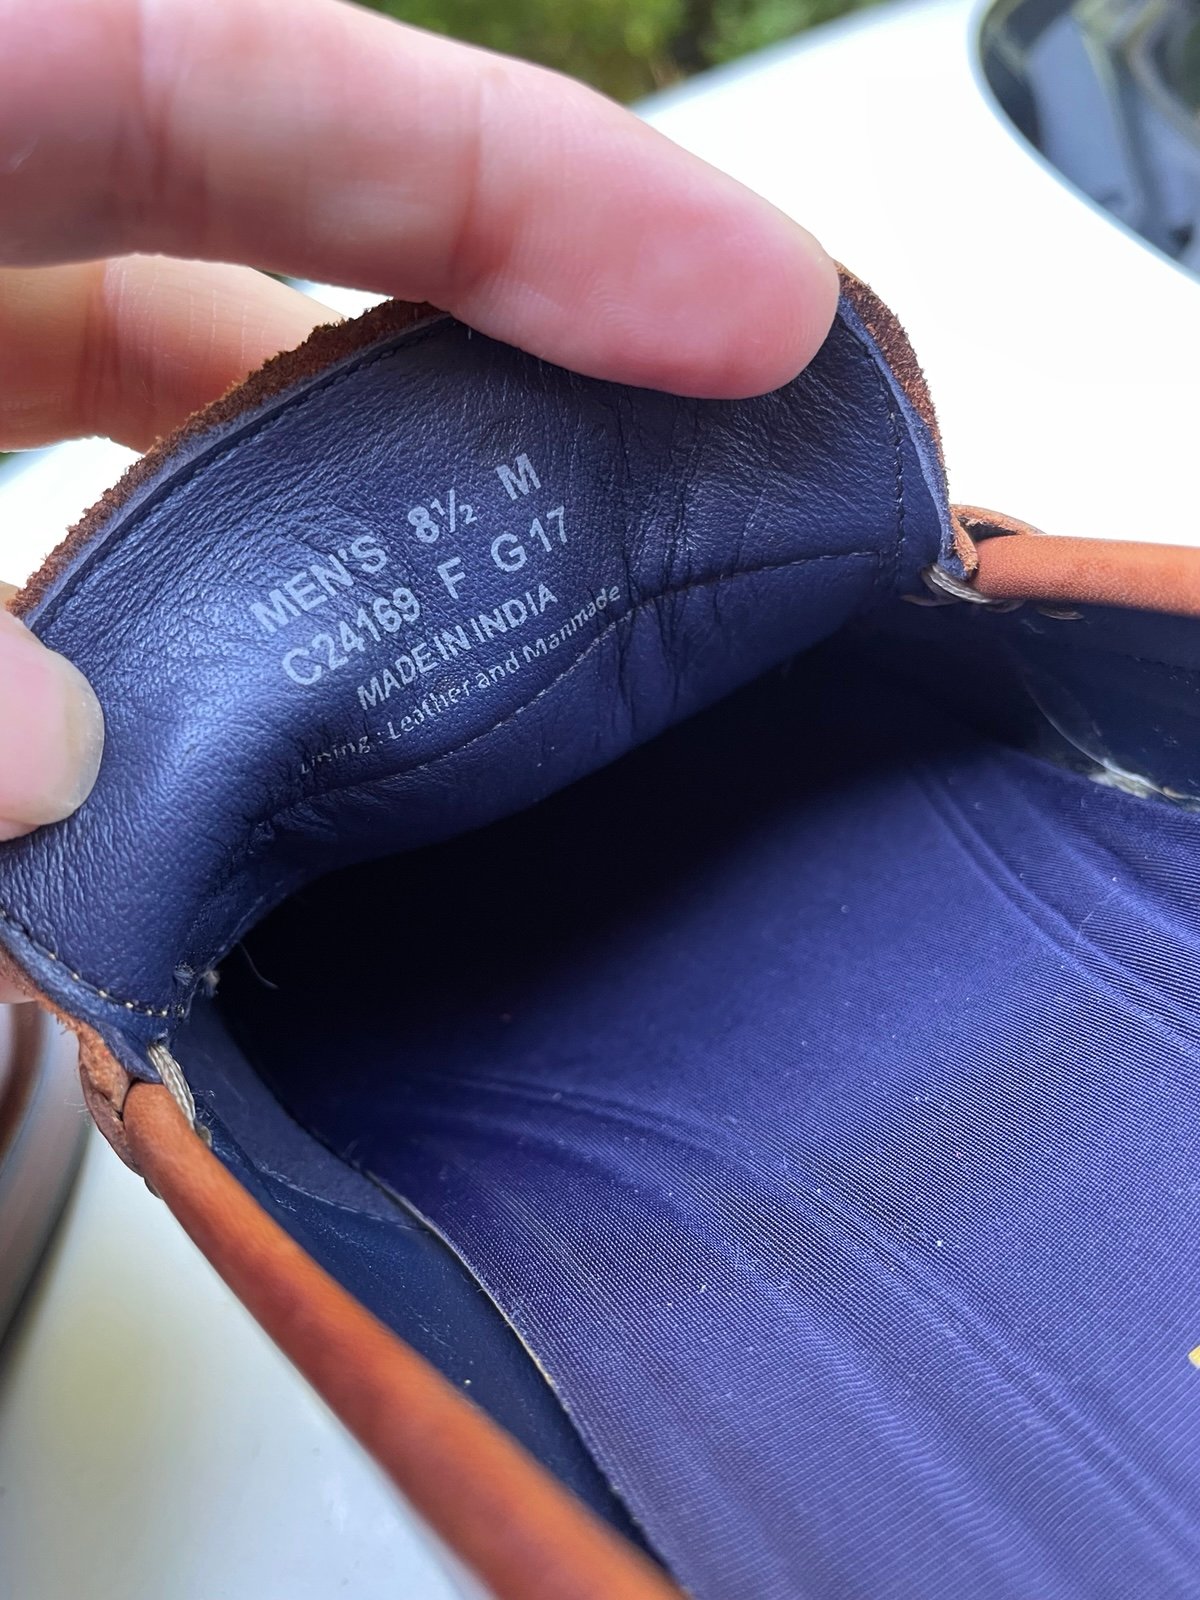 MEN'S 8½ M
C24169 F G17
MADE IN INDIA
Lining : Leather and Manmade